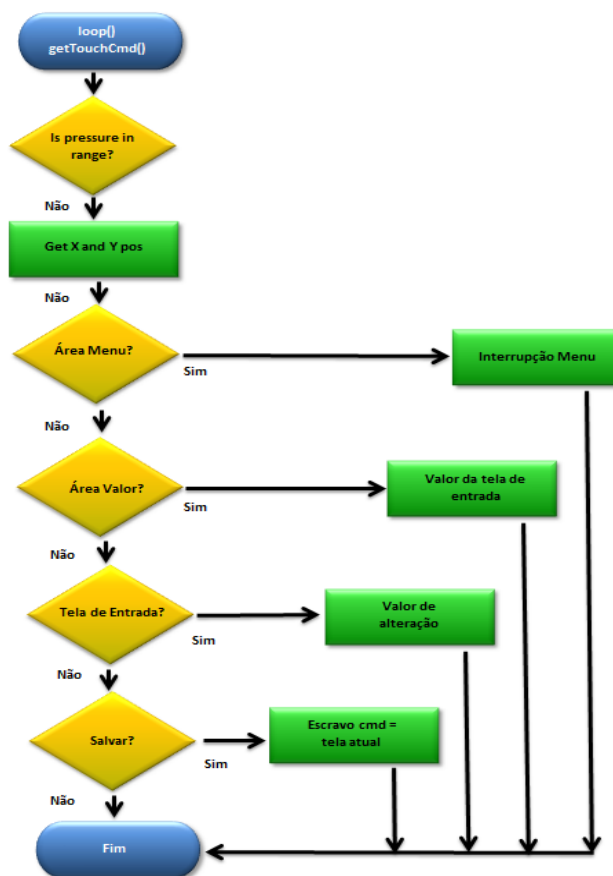 loop()
getTouchCmd()
Is pressure in
range?
Não
Get X and Y pos
Não
Área Menu?
Sim
Interrupção Menu
Não
Área Valor?
Sim
Valor da tela de
entrada
Não
Tela de Entrada?
Sim
Valor de
alteração
Não
Salvar?
Sim
Escravo cmd =
tela atual
Não
Fim